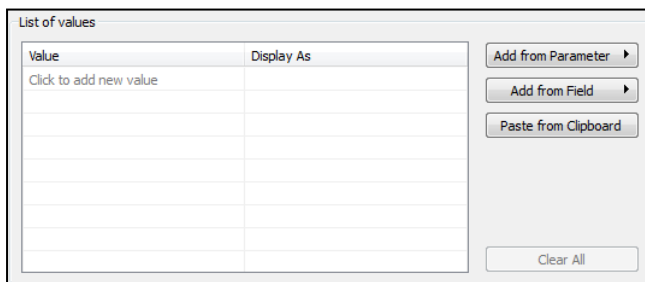 List of values
Value Display As
Click to add new value
Add from Parameter
Add from Field
Paste from Clipboard
Clear All